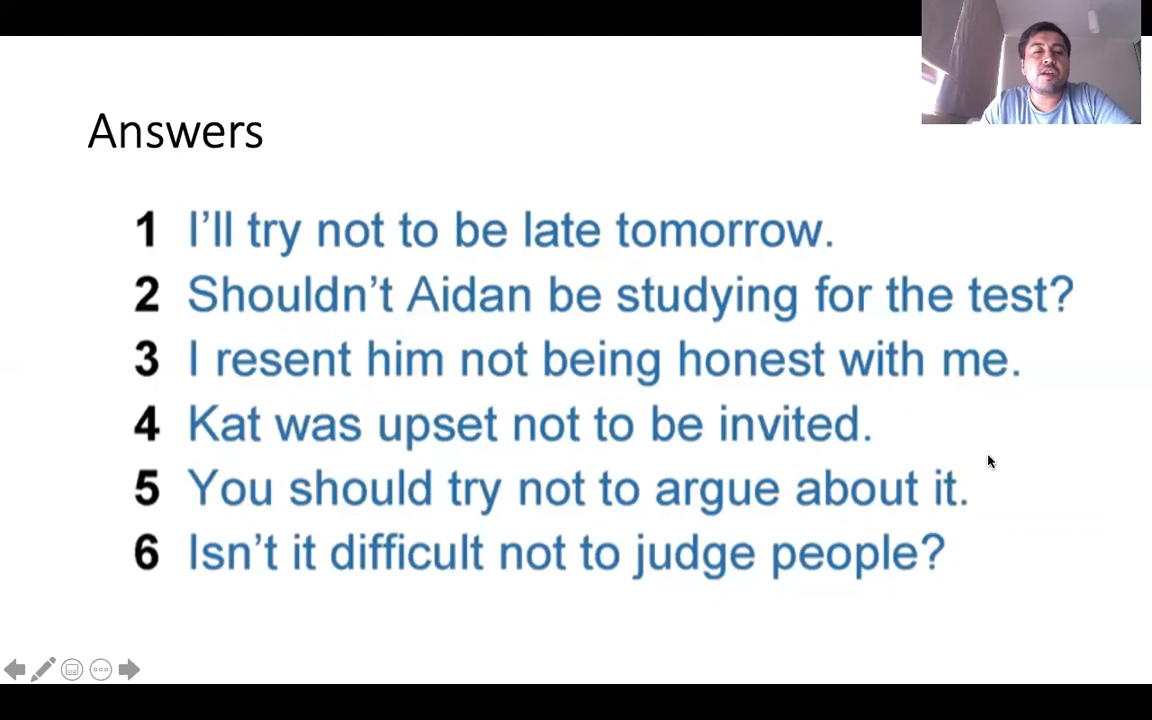 Answers
1 I’ll try not to be late tomorrow.
2 Shouldn’t Aidan be studying for the test?
3 I resent him not being honest with me.
4 Kat was upset not to be invited.
5 You should try not to argue about it.
6 Isn’t it difficult not to judge people?